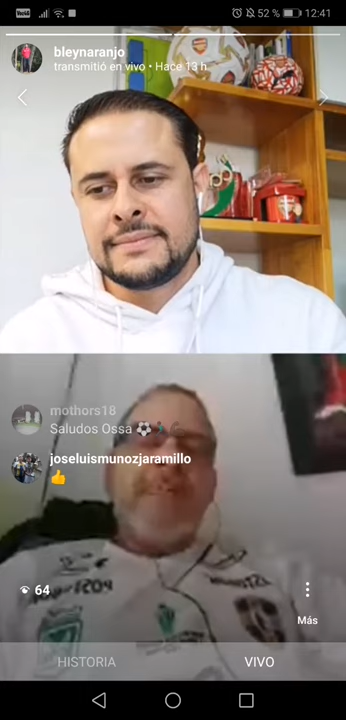 52 % 12:41
bleynaranjo
transmitió en vivo • Hace 13 h
mothors18
Saludos Ossa
joseluismunozjaramillo
64
Más
HISTORIA
VIVO